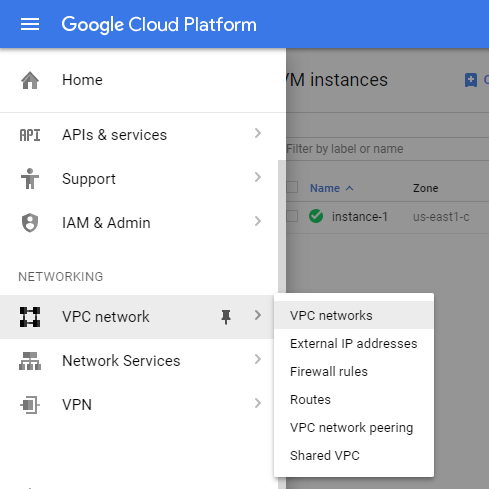 Google Cloud Platform
Home
API APIs & services
Support
IAM & Admin
NETWORKING
VPC network
Network Services
VPN
VM instances
Filter by label or name
Name Zone
instance-1 us-east1-c
VPC networks
External IP addresses
Firewall rules
Routes
VPC network peering
Shared VPC